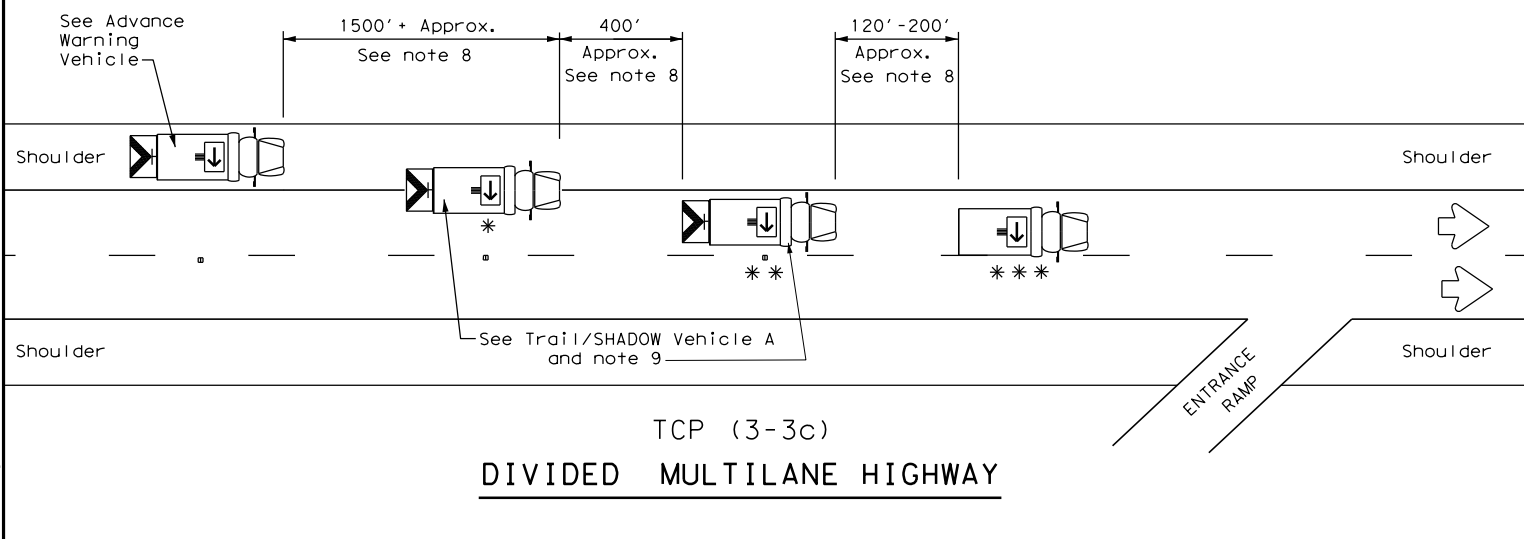 See Advance
Warning
Vehicle
1500'+ Approx.
See note 8
400'
Approx.
See note 8
120'-200'
Approx.
See note 8
Shoulder
Shoulder
*
**
***
See Trail/SHADOW Vehicle A
and note 9
Shoulder
Shoulder
ENTRANCE
RAMP
TCP (3-3c)
DIVIDED MULTILANE HIGHWAY